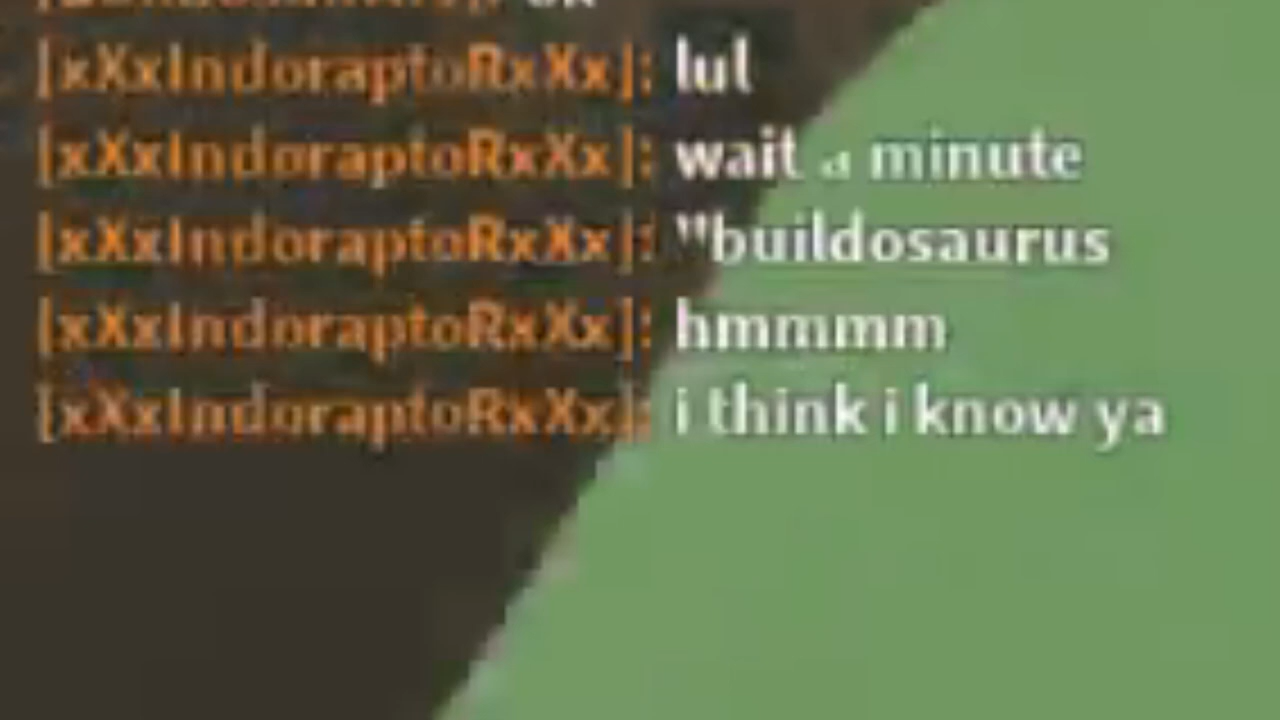 [xXxIndoraptoRxXx]: lul
[xXxIndoraptoRxXx]: wait a minute
[xXxIndoraptoRxXx]: "buildosaurus
[xXxIndoraptoRxXx]: hmmmm
[xXxIndoraptoRxXx]: i think i know ya